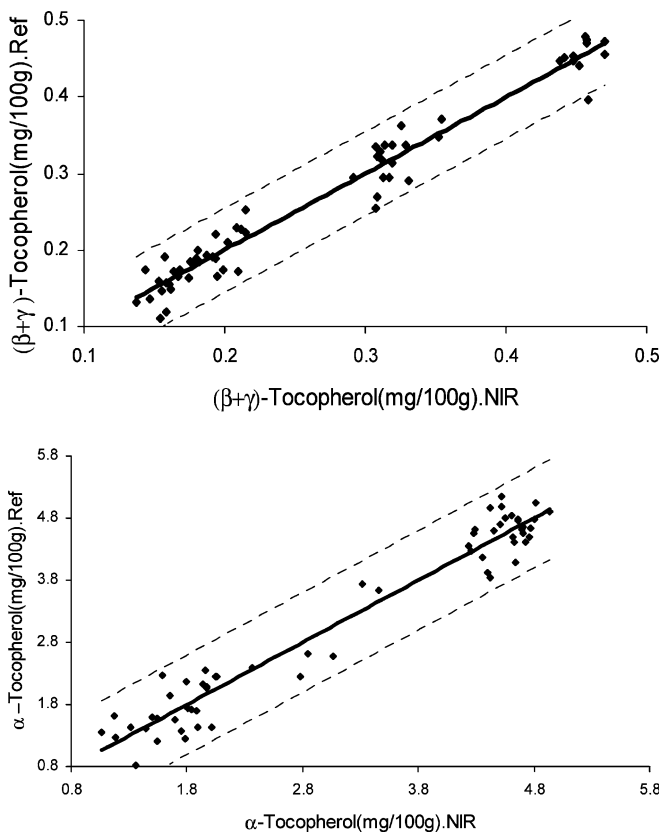 0.5
0.4
0.3
0.2
0.1
(β+γ )-Tocopherol(mg/100g).Ref
0.1 0.2 0.3 0.4 0.5
(β+γ)-Tocopherol(mg/100g).NIR
5.8
4.8
3.8
2.8
1.8
0.8
α –Tocopherol(mg/100g).Ref
0.8 1.8 2.8 3.8 4.8 5.8
α-Tocopherol(mg/100g).NIR